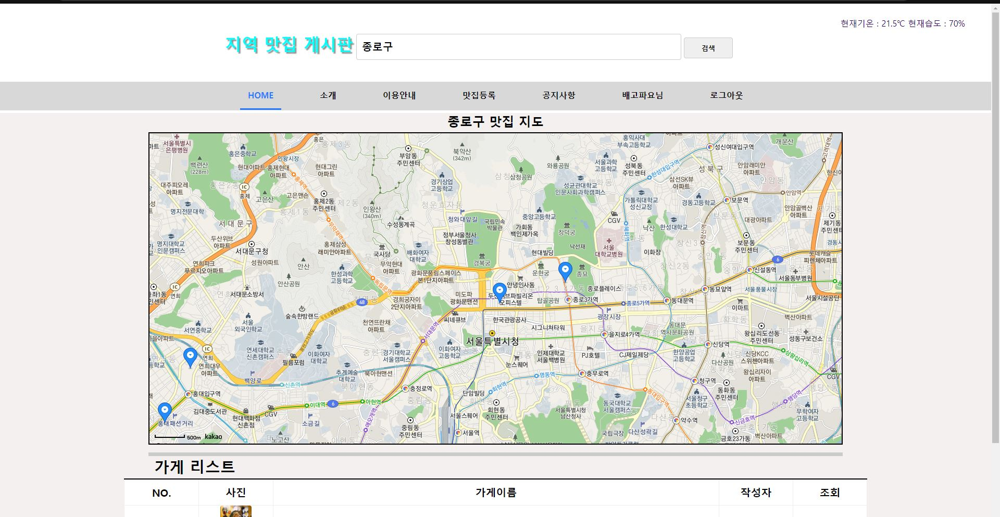 현재기온 : 21.5℃ 현재습도 : 70%
지역 맛집 게시판
종로구
검색
HOME 소개 이용안내 맛집등록 공지사항 배고파요님 로그아웃
종로구 맛집 지도
서울특별시
은평병원
홍은중학교
백련산
(228m)
현대아파트
인왕시장
홍제현대
아파트
현대그린
아파트
부암동
주민센터
북악산
(342m)
와룡공원
홍익사대
부속고등학교
서울과학
고등학교
성북동
주민센터
한성대입구역
성신여대입구역
성북구
개운산
안암래미안
아파트
대주피오레
아파트
홍은2동
홍제
고은산
고은맨숀
홍제역
홍제3동
홍제2동
주민센터
경기상업
고등학교
삼청공원
성균관대학교
인문사회과학캠퍼스
가톨릭대학교
성신교정
삼선SK뷰
아파트
경동고등학교
보문역
안암역
안암골벽산
아파트
명지전문대학
서대문구
홍제1동
인왕산
(340m)
수성동계곡
청운효자동
청와대앞길
국립민속
박물관
중앙고등학교
가회동
백인제가옥
창덕궁
낙선재
CGV
혜화역
낙산
한성대학교
대광아파트
보문동
주민센터
제기동
주민센터
명지대학교
인문캠퍼스
두산위브
아파트
서대문구청
홍제삼성
래미안아파트
무악재역
국사당
배화여자
대학교
정부서울청사
창성동별관
현대빌딩
서울
대학교병원
이화장
창신역
롯데캐슬
피렌체아파트
연희파크
푸르지오아파트
성원아파트
안산
안산공원
한성과학
고등학교
무악현대
아파트
독립문역
광화문풍림스페이스
본1단지아파트
경복궁
운현궁
종묘
안녕인사동
종로플레이스
종로3가역
탑골공원
종로5가역
동대문역
동묘앞역
신설동역
서울동부병원
서울풍물시장
서울시설공단
연희
서대문소방서
48
경희궁자이
2단지아파트
미도파
광화문맨션
오피스텔
숲속한방랜드
천연뜨란채
아파트
씨네큐브
한국관광공사
시그니쳐타워
광장시장
을지로4가역
동대문
역사문화공원
이마트
벽산아파트
서연중학교
서울
외국인학교
서대문역
서울특별시청
왕십리도선동
주민센터
성동구보건소
연세대학교
신촌캠퍼스
필름포럼
이화여자
대학교
경기대학교
서울캠퍼스
이화여자
고등학교
인제대학교
서울백병원
PJ호텔
CJ제일제당
한양공업
고등학교
신당역
다산공원
신당KCC
스위첸아파트
상왕십리역
연희
연희대우
아파트
백양로
신촌역
추계예술
대학교
북아현맨션
북아현동
충정로역
눈스퀘어
명동역
충무로역
단암빌딩
회현역
청구역
동화동
주민센터
왕십리자이
아파트
CGV
행당역
홍대입구역
김대중도서관
현대백화점
신촌점
CGV
이대역
6
아현역
소금길
애오개역
중림동
주민센터
서울스퀘어
서울역
회현동
주민센터
서울특별시
남산청사
동국대학교
서울캠퍼스
동대입구역
국립극장
다산성곽길
서울청구
초등학교
약수역
신금호역
금호23가동
벽산아파트
무학여자
고등학교
홍대패션거리
노고산
500m kakao
가게 리스트
NO. 사진 가게이름 작성자 조회